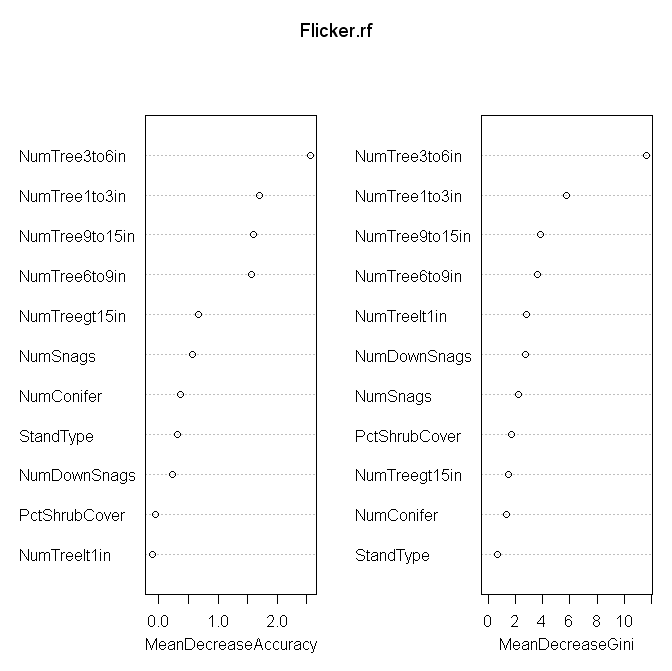 Flicker.rf
NumTree3to6in
NumTree1to3in
NumTree9to15in
NumTree6to9in
NumTreegt15in
NumSnags
NumConifer
StandType
NumDownSnags
PctShrubCover
NumTreelt1in
0.0 1.0 2.0
MeanDecreaseAccuracy
NumTree3to6in
NumTree1to3in
NumTree9to15in
NumTree6to9in
NumTreelt1in
NumDownSnags
NumSnags
PctShrubCover
NumTreegt15in
NumConifer
StandType
0 2 4 6 8 10
MeanDecreaseGini